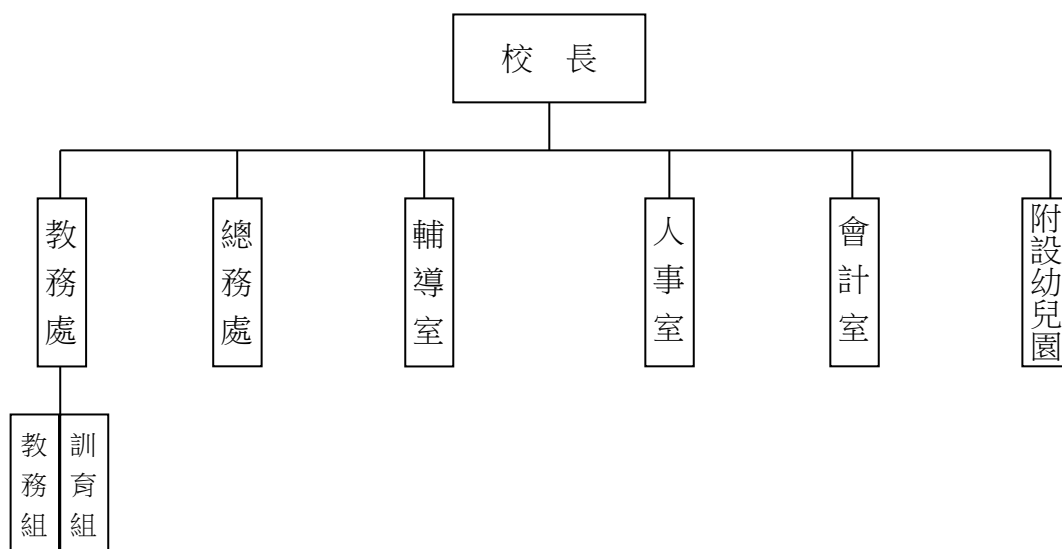 校 長
教務處
總務處
輔導室
人事室
會計室
附設幼兒園
教務組
訓育組